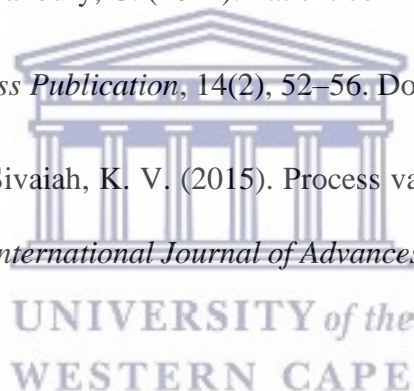 ss Publication, 14(2), 52–56. Do
Sivaiah, K. V. (2015). Process va
nternational Journal of Advances
UNIVERSITY of the
WESTERN CAPE